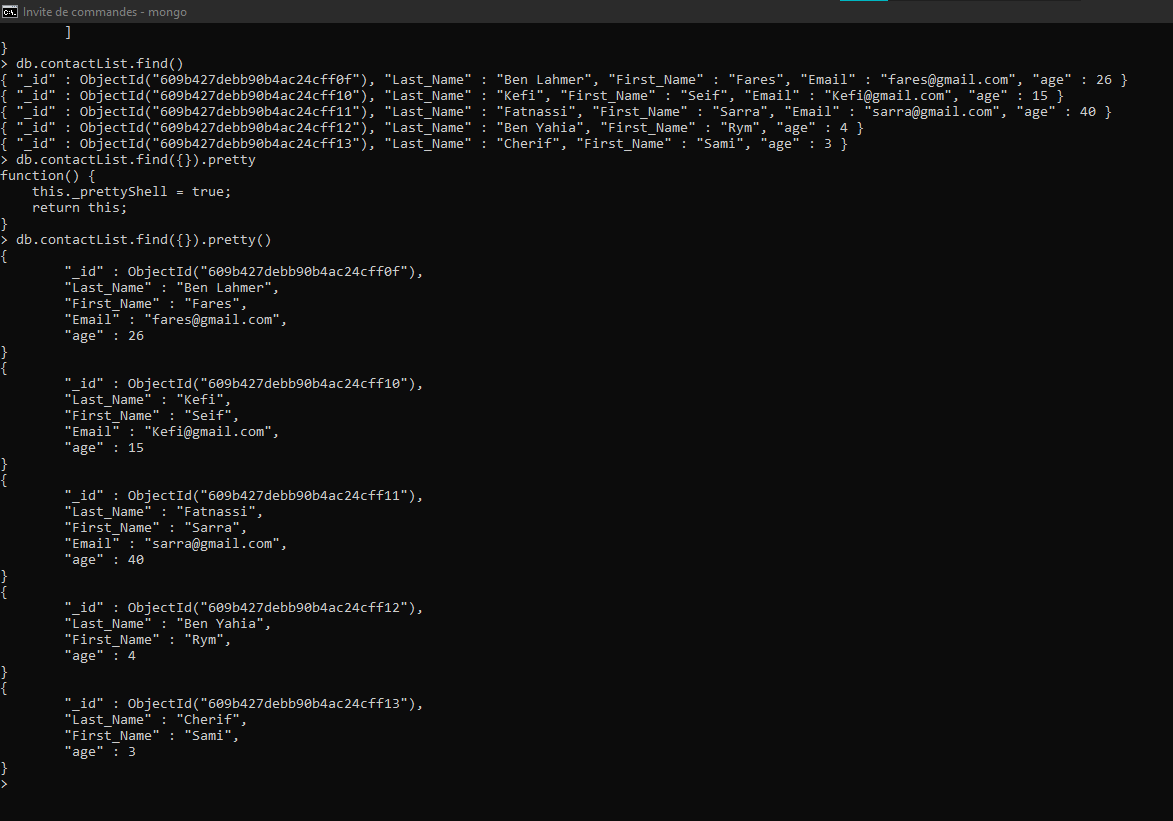 Invite de commandes - mongo
]
}
> db.contactList.find()
{ "_id" : ObjectId("609b427debb90b4ac24cff0f"), "Last_Name" : "Ben Lahmer", "First_Name" : "Fares", "Email" : "fares@gmail.com", "age" : 26 }
{ "_id" : ObjectId("609b427debb90b4ac24cff10"), "Last_Name" : "Kefi", "First_Name" : "Seif", "Email" : "Kefi@gmail.com", "age" : 15 }
{ "_id" : ObjectId("609b427debb90b4ac24cff11"), "Last_Name" : "Fatnassi", "First_Name" : "Sarra", "Email" : "sarra@gmail.com", "age" : 40 }
{ "_id" : ObjectId("609b427debb90b4ac24cff12"), "Last_Name" : "Ben Yahia", "First_Name" : "Rym", "age" : 4 }
{ "_id" : ObjectId("609b427debb90b4ac24cff13"), "Last_Name" : "Cherif", "First_Name" : "Sami", "age" : 3 }
> db.contactList.find({}).pretty
function() {
    this._prettyShell = true;
    return this;
}
> db.contactList.find({}).pretty()
{
        "_id" : ObjectId("609b427debb90b4ac24cff0f"),
        "Last_Name" : "Ben Lahmer",
        "First_Name" : "Fares",
        "Email" : "fares@gmail.com",
        "age" : 26
}
{
        "_id" : ObjectId("609b427debb90b4ac24cff10"),
        "Last_Name" : "Kefi",
        "First_Name" : "Seif",
        "Email" : "Kefi@gmail.com",
        "age" : 15
}
{
        "_id" : ObjectId("609b427debb90b4ac24cff11"),
        "Last_Name" : "Fatnassi",
        "First_Name" : "Sarra",
        "Email" : "sarra@gmail.com",
        "age" : 40
}
{
        "_id" : ObjectId("609b427debb90b4ac24cff12"),
        "Last_Name" : "Ben Yahia",
        "First_Name" : "Rym",
        "age" : 4
}
{
        "_id" : ObjectId("609b427debb90b4ac24cff13"),
        "Last_Name" : "Cherif",
        "First_Name" : "Sami",
        "age" : 3
}
>